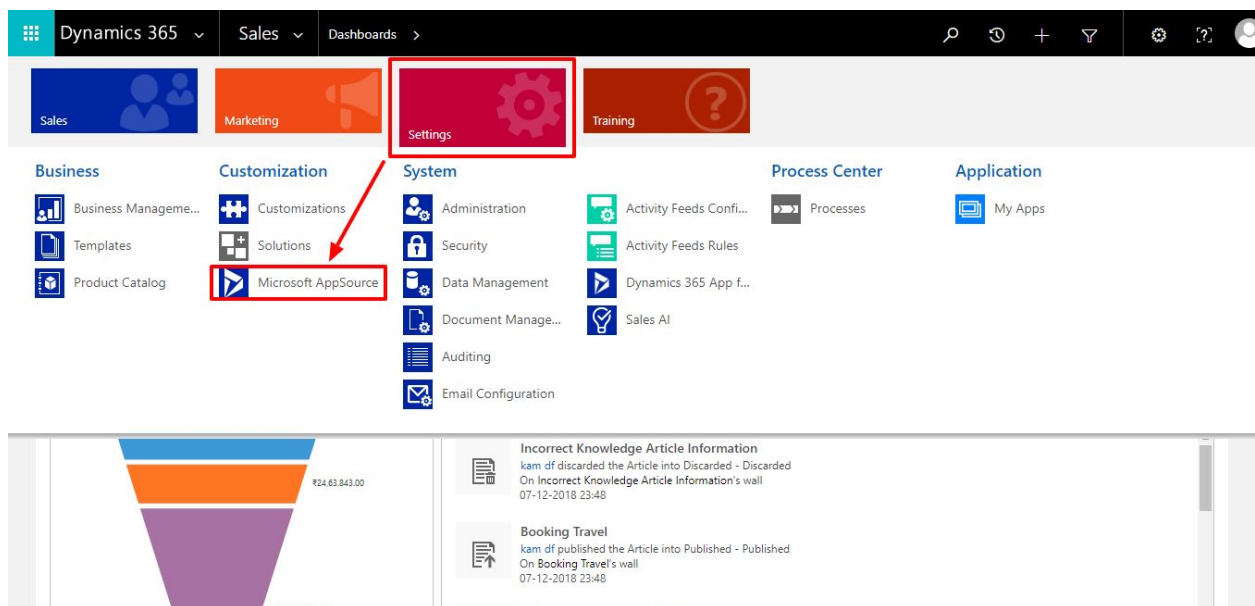 Dynamics 365 Sales Dashboards
Sales
Marketing
Settings
Training
Business
Business Manageme...
Templates
Product Catalog
Customization
Customizations
Solutions
Microsoft AppSource
System
Administration
Security
Data Management
Document Manage...
Auditing
Email Configuration
Activity Feeds Confi...
Activity Feeds Rules
Dynamics 365 App f...
Sales AI
Process Center
Processes
Application
My Apps
₹24,63,843.00
Incorrect Knowledge Article Information
kam df discarded the Article into Discarded - Discarded
On Incorrect Knowledge Article Information's wall
07-12-2018 23:48
Booking Travel
kam df published the Article into Published - Published
On Booking Travel's wall
07-12-2018 23:48